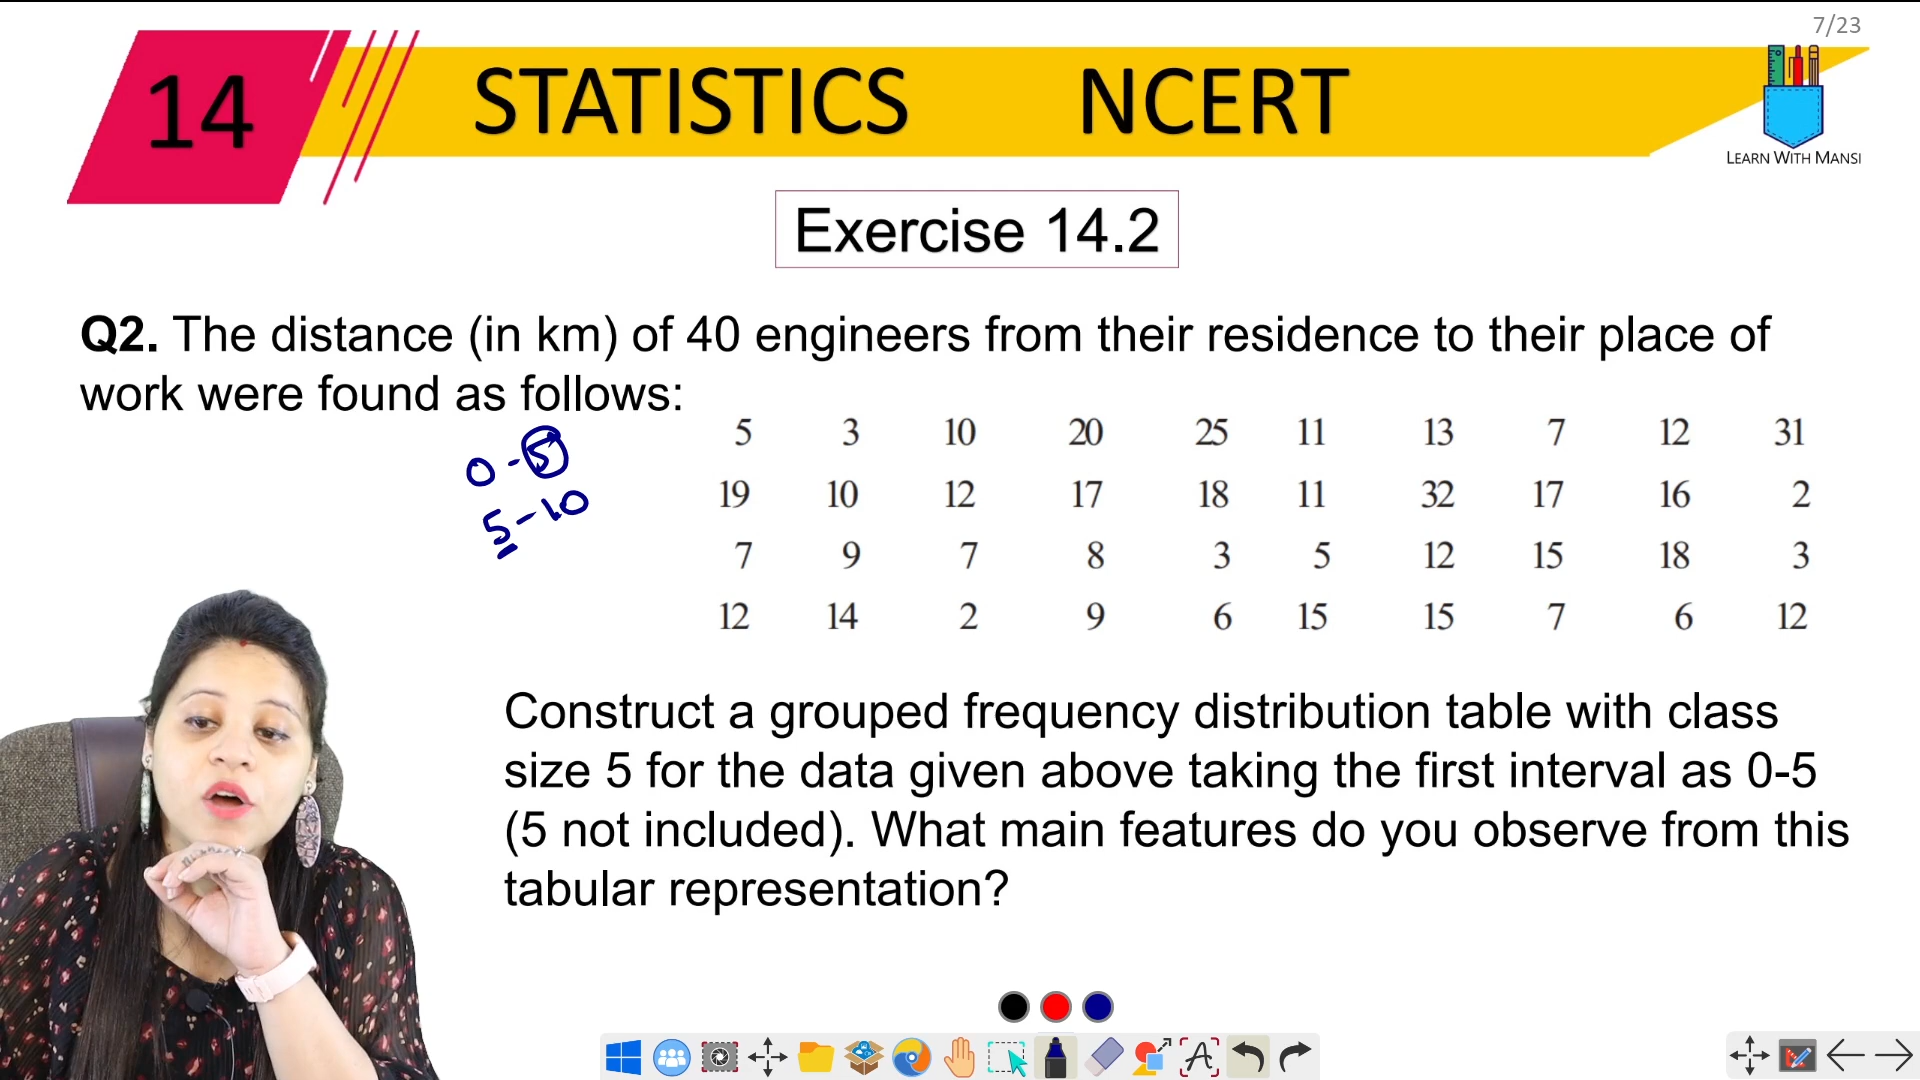 7/23
14 STATISTICS NCERT
LEARN WITH MANSI
Exercise 14.2
Q2. The distance (in km) of 40 engineers from their residence to their place of
work were found as follows:
0-5
5-10
5 3 10 20 25 11 13 7 12 31
19 10 12 17 18 11 32 17 16 2
7 9 7 8 3 5 12 15 18 3
12 14 2 9 6 15 15 7 6 12
Construct a grouped frequency distribution table with class
size 5 for the data given above taking the first interval as 0-5
(5 not included). What main features do you observe from this
tabular representation?